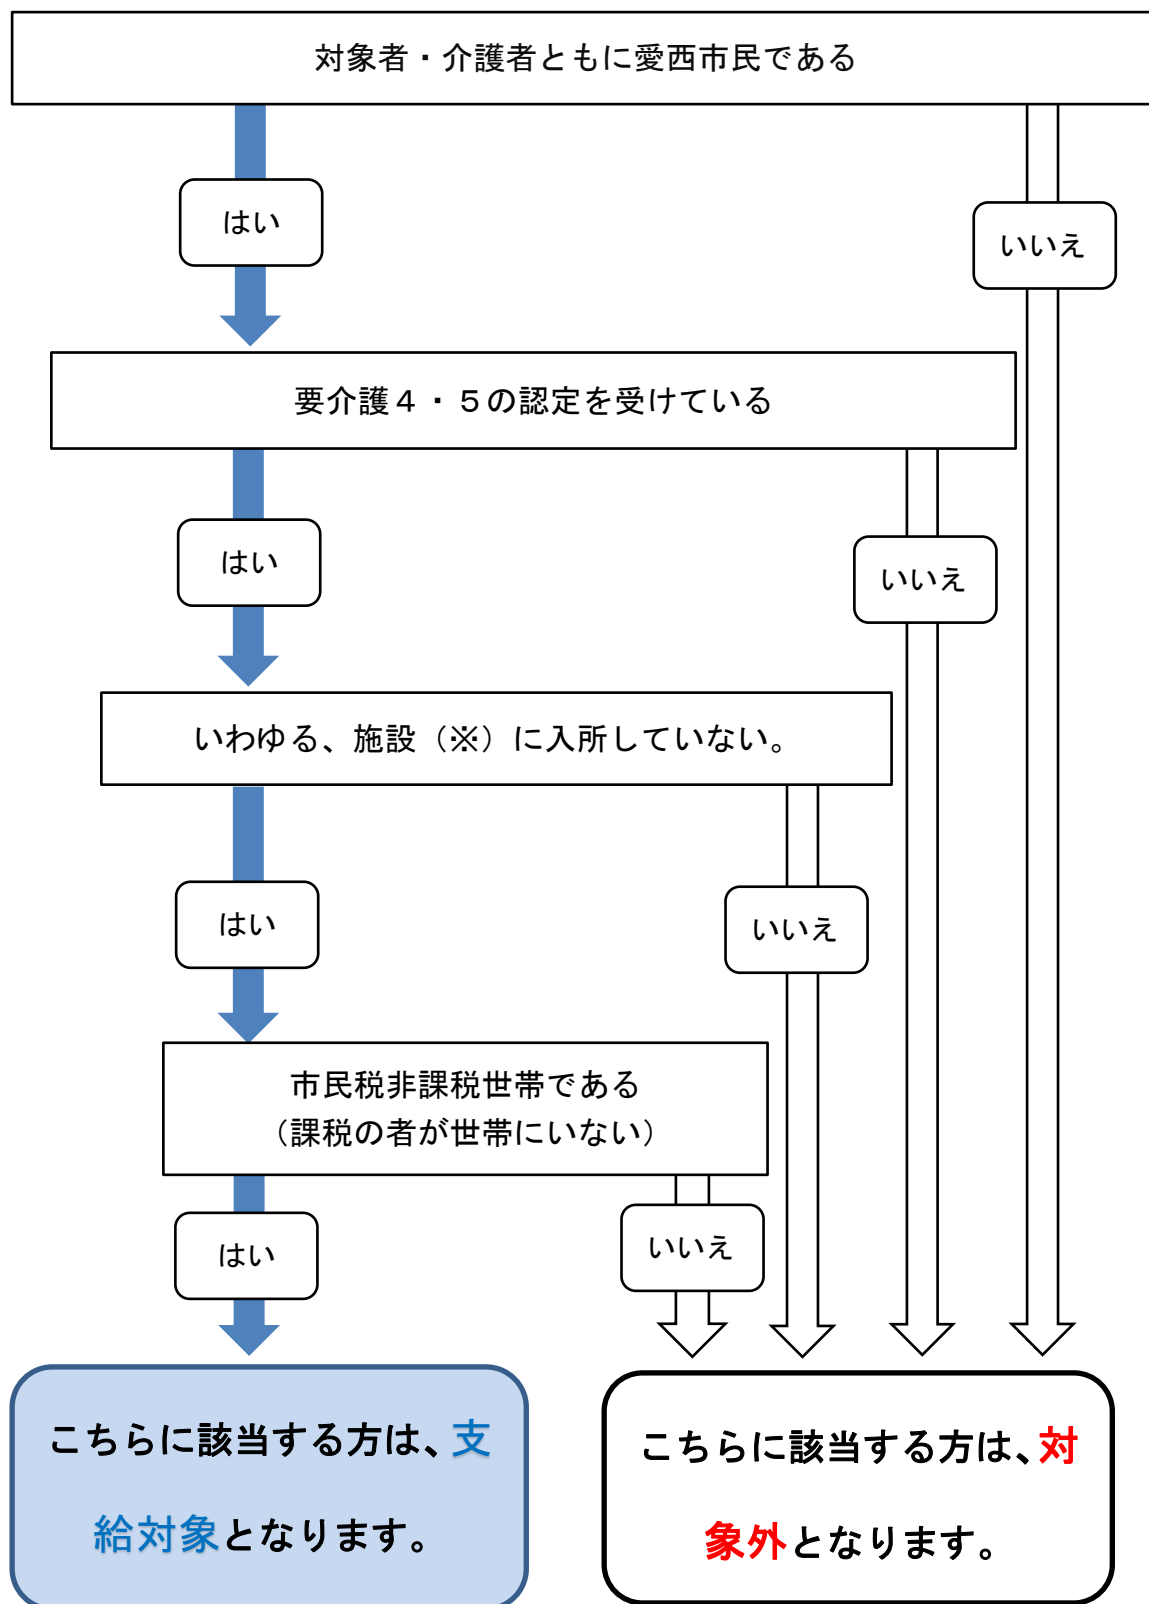 対象者・介護者ともに愛西市民である
はい
いいえ
要介護４・５の認定を受けている
はい
いいえ
いわゆる、施設（※）に入所していない。
はい
いいえ
市民税非課税世帯である
（課税の者が世帯にいない）
はい
いいえ
こちらに該当する方は、支
給対象となります。
こちらに該当する方は、対
象外となります。